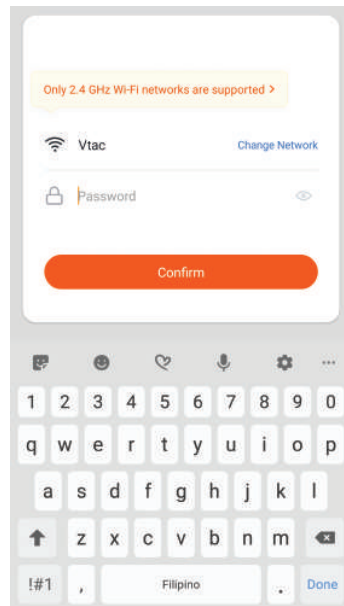 Only 2.4 GHz Wi-Fi networks are supported >
Vtac Change Network
Password
Confirm
1 2 3 4 5 6 7 8 9 0
q w e r t y u i o p
a s d f g h j k l
z x c v b n m
!#1 , Filipino . Done